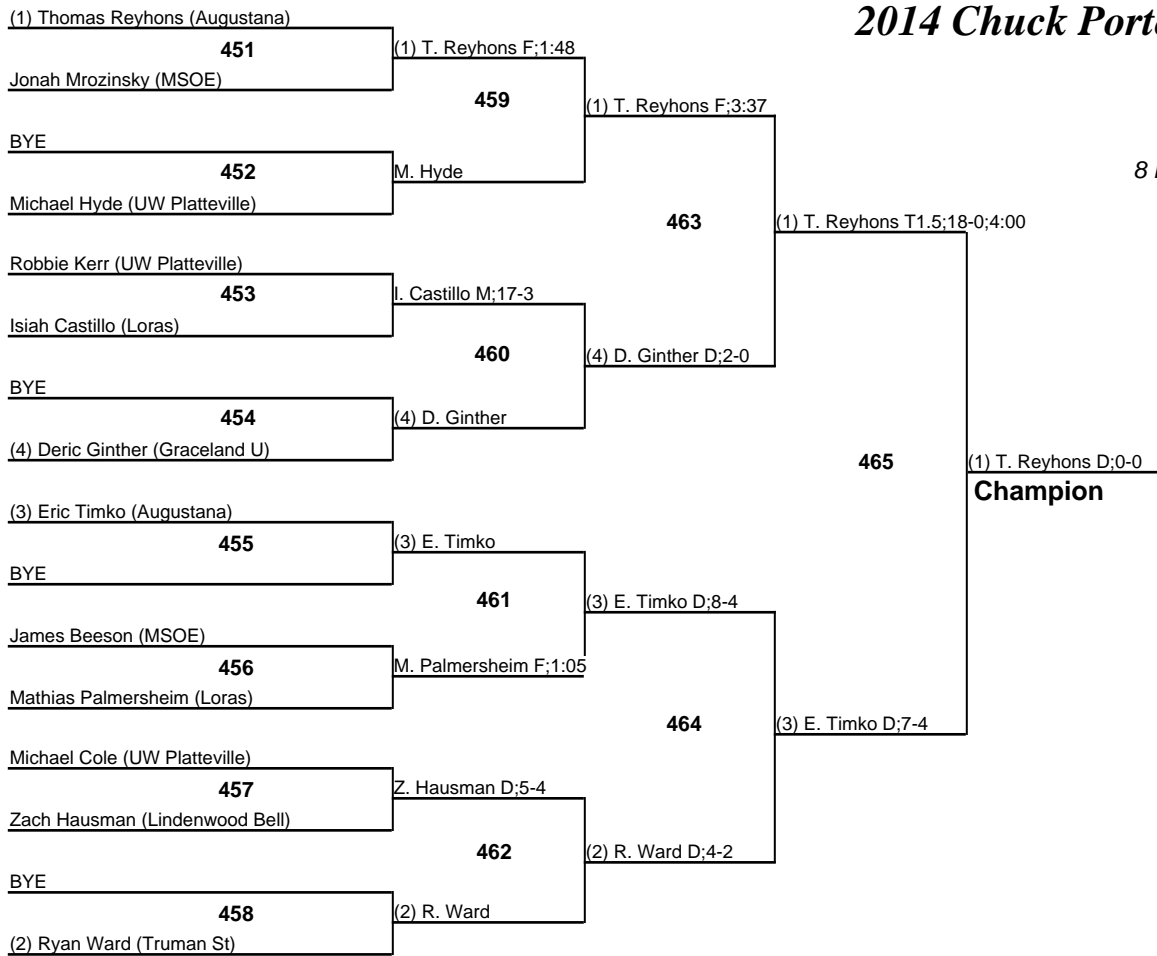 2014 Chuck Port
8
(1) Thomas Reyhons (Augustana)
451
Jonah Mrozinsky (MSOE)
BYE
452
Michael Hyde (UW Platteville)
Robbie Kerr (UW Platteville)
453
Isiah Castillo (Loras)
BYE
454
(4) Deric Ginther (Graceland U)
(3) Eric Timko (Augustana)
455
BYE
James Beeson (MSOE)
456
Mathias Palmersheim (Loras)
Michael Cole (UW Platteville)
457
Zach Hausman (Lindenwood Bell)
BYE
458
(2) Ryan Ward (Truman St)
(1) T. Reyhons F;1:48
459
M. Hyde
I. Castillo M;17-3
460
(4) D. Ginther
(3) E. Timko
461
M. Palmersheim F;1:05
Z. Hausman D;5-4
462
(2) R. Ward
(1) T. Reyhons F;3:37
463
(4) D. Ginther D;2-0
(3) E. Timko D;8-4
464
(2) R. Ward D;4-2
(1) T. Reyhons T1.5;18-0;4:00
465
(3) E. Timko D;7-4
(1) T. Reyhons D;0-0
Champion